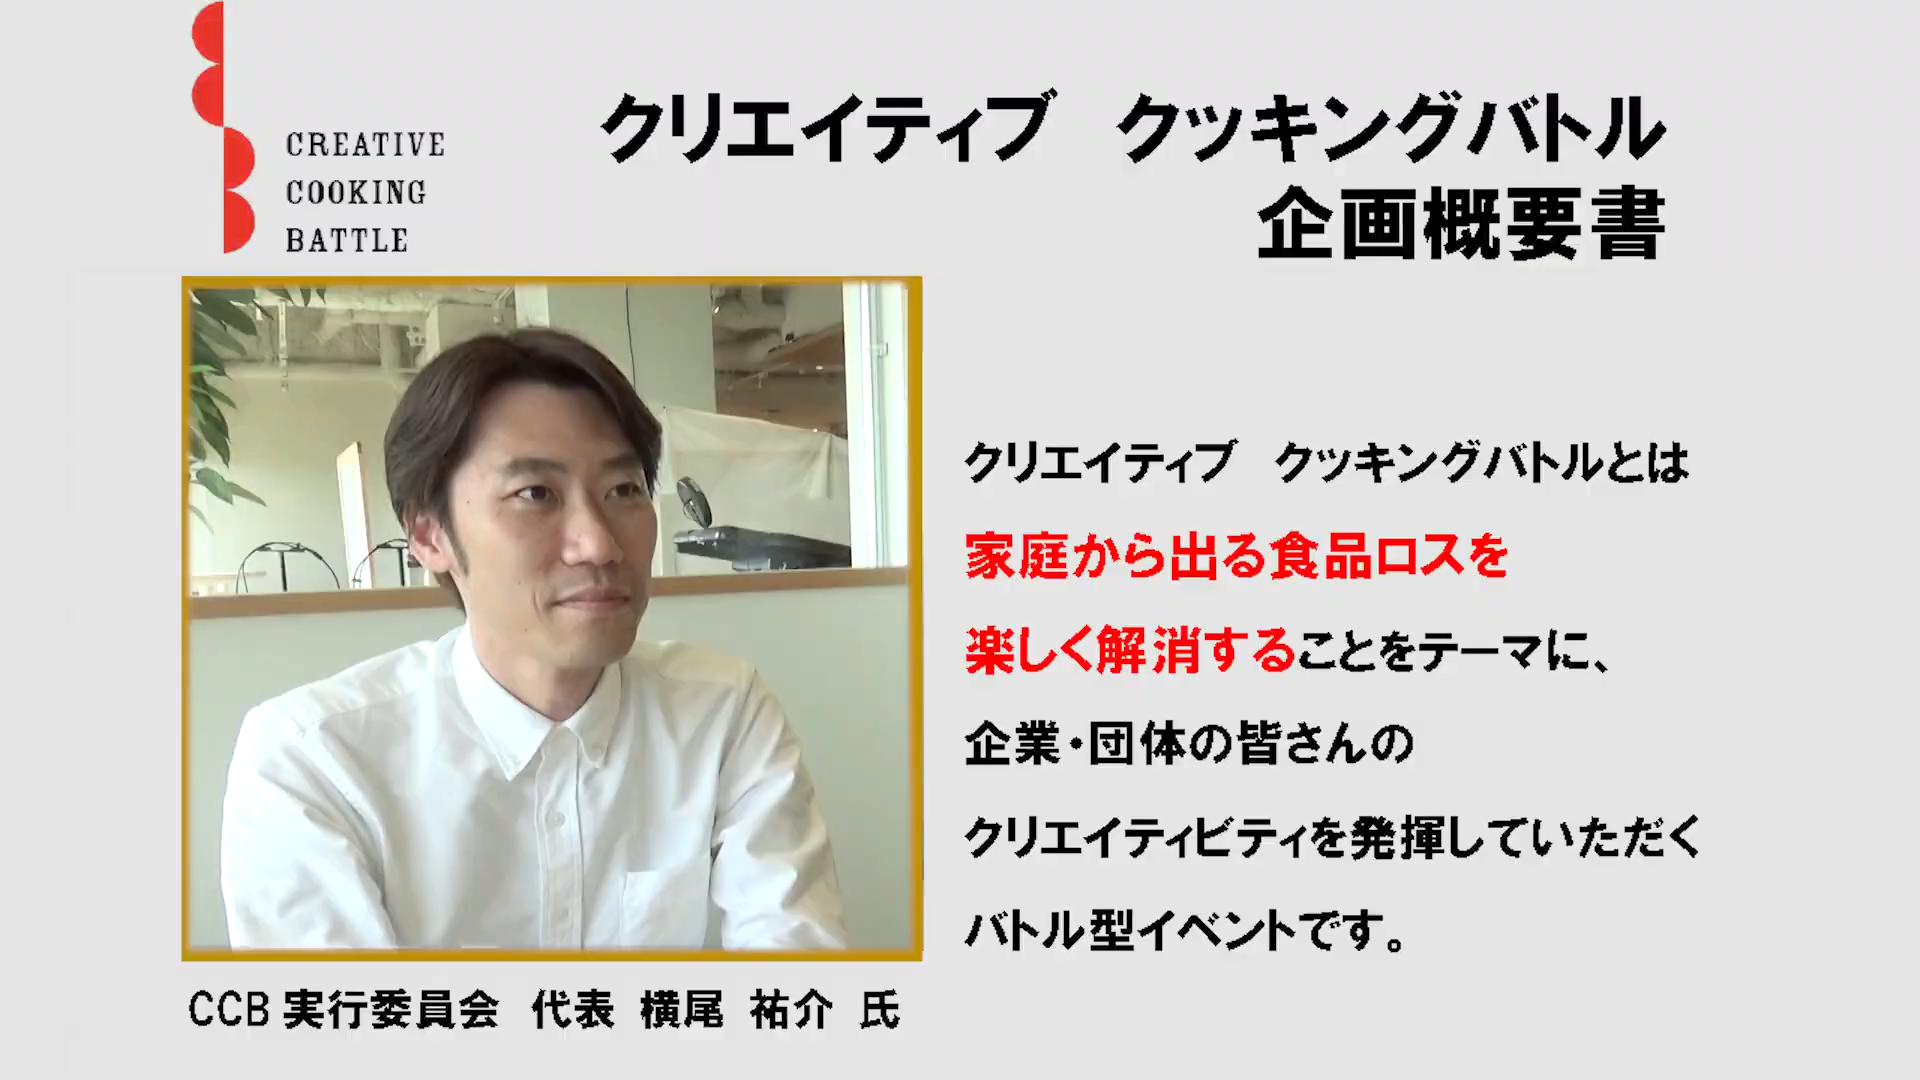 CREATIVE
COOKING
BATTLE
クリエイティブ　クッキングバトル
企画概要書
クリエイティブ　クッキングバトルとは
家庭から出る食品ロスを
楽しく解消することをテーマに、
企業・団体の皆さんの
クリエイティビティを発揮していただく
バトル型イベントです。
CCB 実行委員会　代表　横尾　祐介　氏